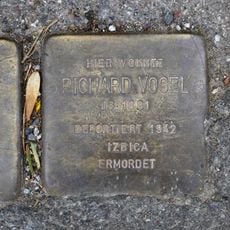 HIER WOHNTE
RICHARD VOGEL
DEPORTIERT 1942
IZBICA
ERMORDET